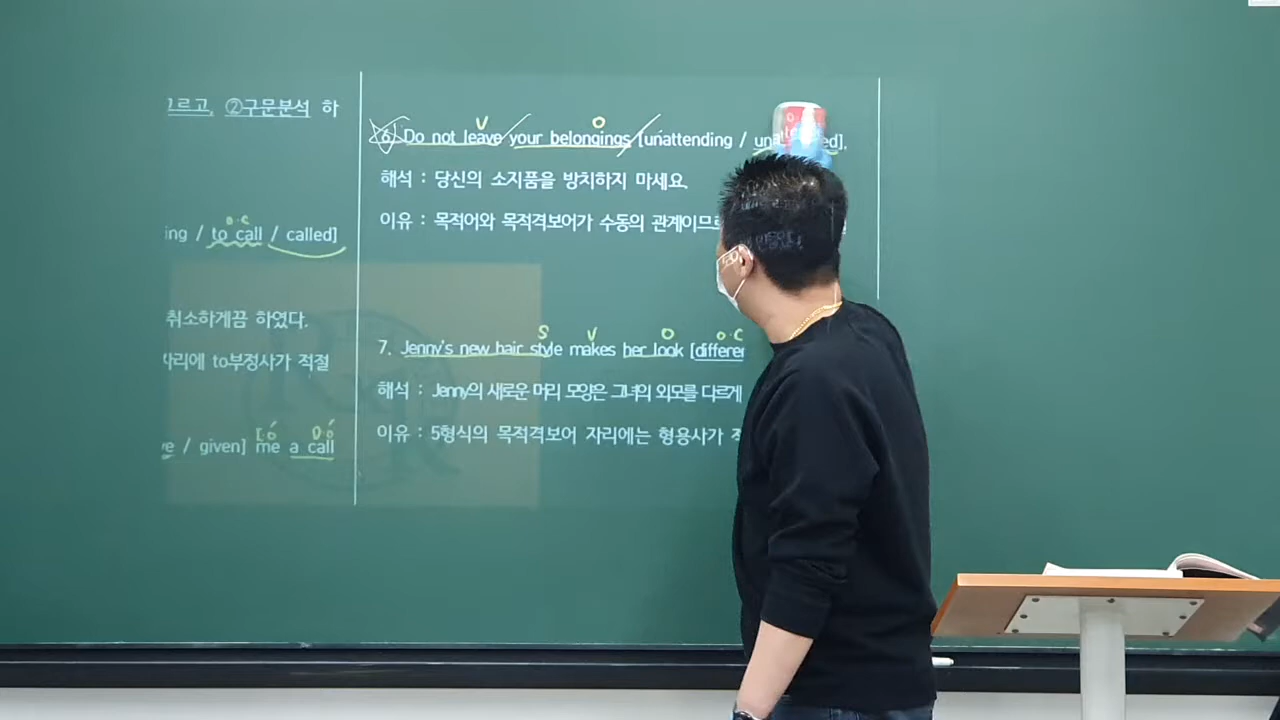 고르고, ②구문분석 하
ing / to call / called]
O·C
취소하게끔 하였다.
자리에 to부정사가 적절
/ given] me a call
I·O D·O
V O
6. Do not leave your belongings [unattending /
해석 : 당신의 소지품을 방치하지 마세요.
이유 : 목적어와 목적격보어가 수동의 관계이므로
S V O O·C
7. Jenny's new hair style makes her look
해석 : Jenny의 새로운 머리 모양은 그녀의 외모를 다르게
이유 : 5형식의 목적격보어 자리에는 형용사가